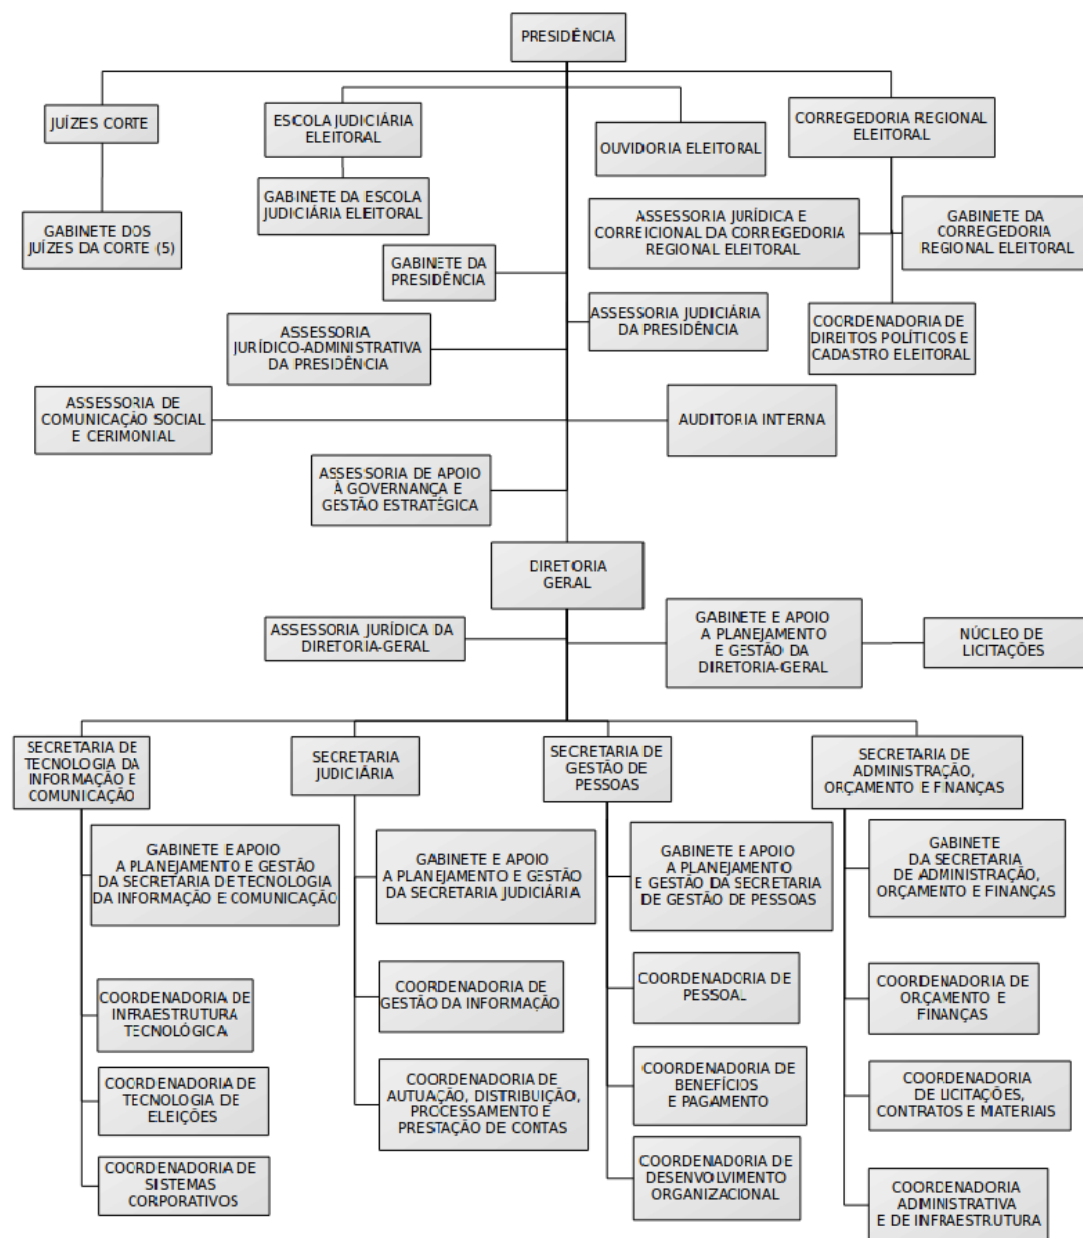 PRESIDÊNCIA
JUÍZES CORTE
ESCOLA JUDICIÁRIA
ELEITORAL
OUVIDORIA ELEITORAL
CORREGEDORIA REGIONAL
ELEITORAL
GABINETE DOS
JUÍZES DA CORTE (5)
GABINETE DA ESCOLA
JUDICIÁRIA ELEITORAL
ASSESSORIA JURÍDICA E
CORREICIONAL DA CORREGEDORIA
REGIONAL ELEITORAL
GABINETE DA
CORREGEDORIA
REGIONAL ELEITORAL
GABINETE DA
PRESIDÊNCIA
ASSESSORIA JUDICIÁRIA
DA PRESIDÊNCIA
COORDENADORIA DE
DIREITOS POLÍTICOS E
CADASTRO ELEITORAL
ASSESSORIA
JURÍDICO-ADMINISTRATIVA
DA PRESIDÊNCIA
ASSESSORIA DE
COMUNICAÇÃO SOCIAL
E CERIMONIAL
AUDITORIA INTERNA
ASSESSORIA DE APOIO
À GOVERNANÇA E
GESTÃO ESTRATÉGICA
DIRETORIA
GERAL
ASSESSORIA JURÍDICA DA
DIRETORIA-GERAL
GABINETE E APOIO
A PLANEJAMENTO
E GESTÃO DA
DIRETORIA-GERAL
NÚCLEO DE
LICITAÇÕES
SECRETARIA DE
TECNOLOGIA DA
INFORMAÇÃO E
COMUNICAÇÃO
SECRETARIA
JUDICIÁRIA
SECRETARIA DE
GESTÃO DE
PESSOAS
SECRETARIA DE
ADMINISTRAÇÃO,
ORÇAMENTO E FINANÇAS
GABINETE E APOIO
A PLANEJAMENTO E GESTÃO
DA SECRETARIA DE TECNOLOGIA
DA INFORMAÇÃO E COMUNICAÇÃO
GABINETE E APOIO
A PLANEJAMENTO E GESTÃO
DA SECRETARIA JUDICIÁRIA
GABINETE E APOIO
A PLANEJAMENTO
E GESTÃO DA SECRETARIA
DE GESTÃO DE PESSOAS
GABINETE
DA SECRETARIA
DE ADMINISTRAÇÃO,
ORÇAMENTO E FINANÇAS
COORDENADORIA DE
INFRAESTRUTURA
TECNOLÓGICA
COORDENADORIA DE
GESTÃO DA INFORMAÇÃO
COORDENADORIA DE
PESSOAL
COORDENADORIA DE
ORÇAMENTO E
FINANÇAS
COORDENADORIA DE
TECNOLOGIA DE
ELEIÇÕES
COORDENADORIA DE
AUTUAÇÃO, DISTRIBUIÇÃO,
PROCESSAMENTO E
PRESTAÇÃO DE CONTAS
COORDENADORIA DE
BENEFÍCIOS
E PAGAMENTO
COORDENADORIA
DE LICITAÇÕES,
CONTRATOS E MATERIAIS
COORDENADORIA DE
SISTEMAS
CORPORATIVOS
COORDENADORIA DE
DESENVOLVIMENTO
ORGANIZACIONAL
COORDENADORIA
ADMINISTRATIVA
E DE INFRAESTRUTURA